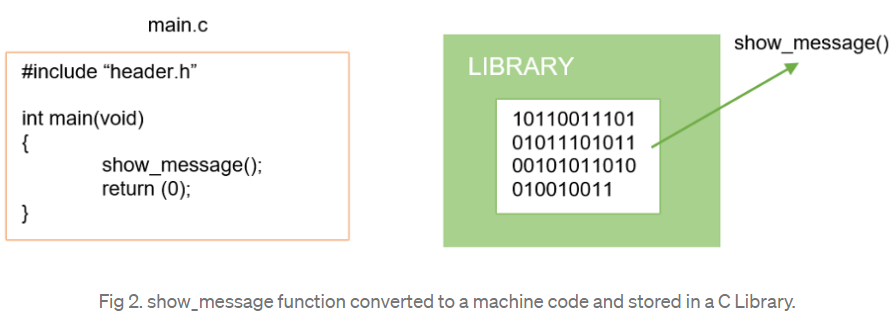 main.c
#include “header.h”
int main(void)
{
show_message();
return (0);
}
LIBRARY
10110011101
01011101011
00101011010
010010011
show_message()
Fig 2. show_message function converted to a machine code and stored in a C Library.